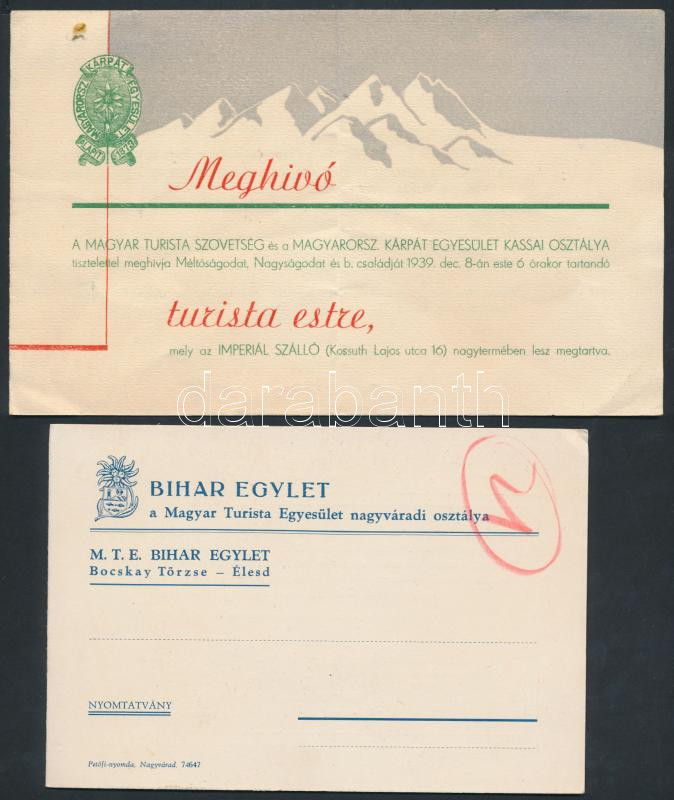 MAGYARORSZ. KÁRPÁT EGYESÜLET
ALAPIT. 1873.
Meghivó
A MAGYAR TURISTA SZÖVETSÉG és a MAGYARORSZ. KÁRPÁT EGYESÜLET KASSAI OSZTÁLYA
tisztelettel meghivja Méltóságodat, Nagyságodat és b. családját 1939. dec. 8-án este 6 órakor tartandó
turista estre,
mely az IMPERIÁL SZÁLLÓ (Kossuth Lajos utca 16) nagytermében lesz megtartva.
darabanth
BIHAR EGYLET
a Magyar Turista Egyesület nagyváradi osztálya
M. T. E. BIHAR EGYLET
Bocskay Törzse – Élesd
NYOMTATVÁNY
Petőfi-nyomda, Nagyvárad. 74647